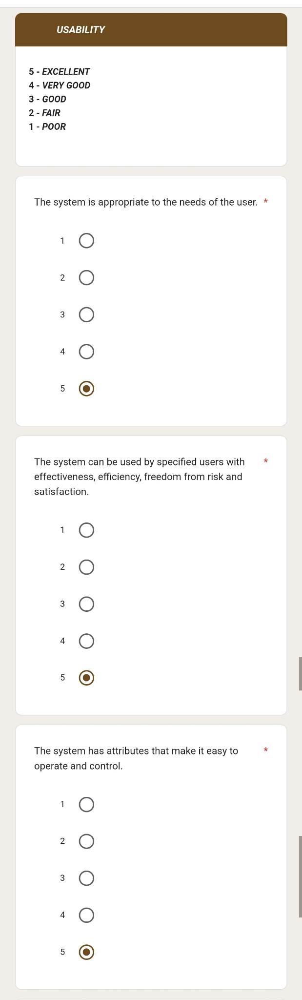 USABILITY
5 - EXCELLENT
4 - VERY GOOD
3 - GOOD
2 - FAIR
1 - POOR
The system is appropriate to the needs of the user. *
1
2
3
4
5
The system can be used by specified users with *
effectiveness, efficiency, freedom from risk and
satisfaction.
1
2
3
4
5
The system has attributes that make it easy to *
operate and control.
1
2
3
4
5